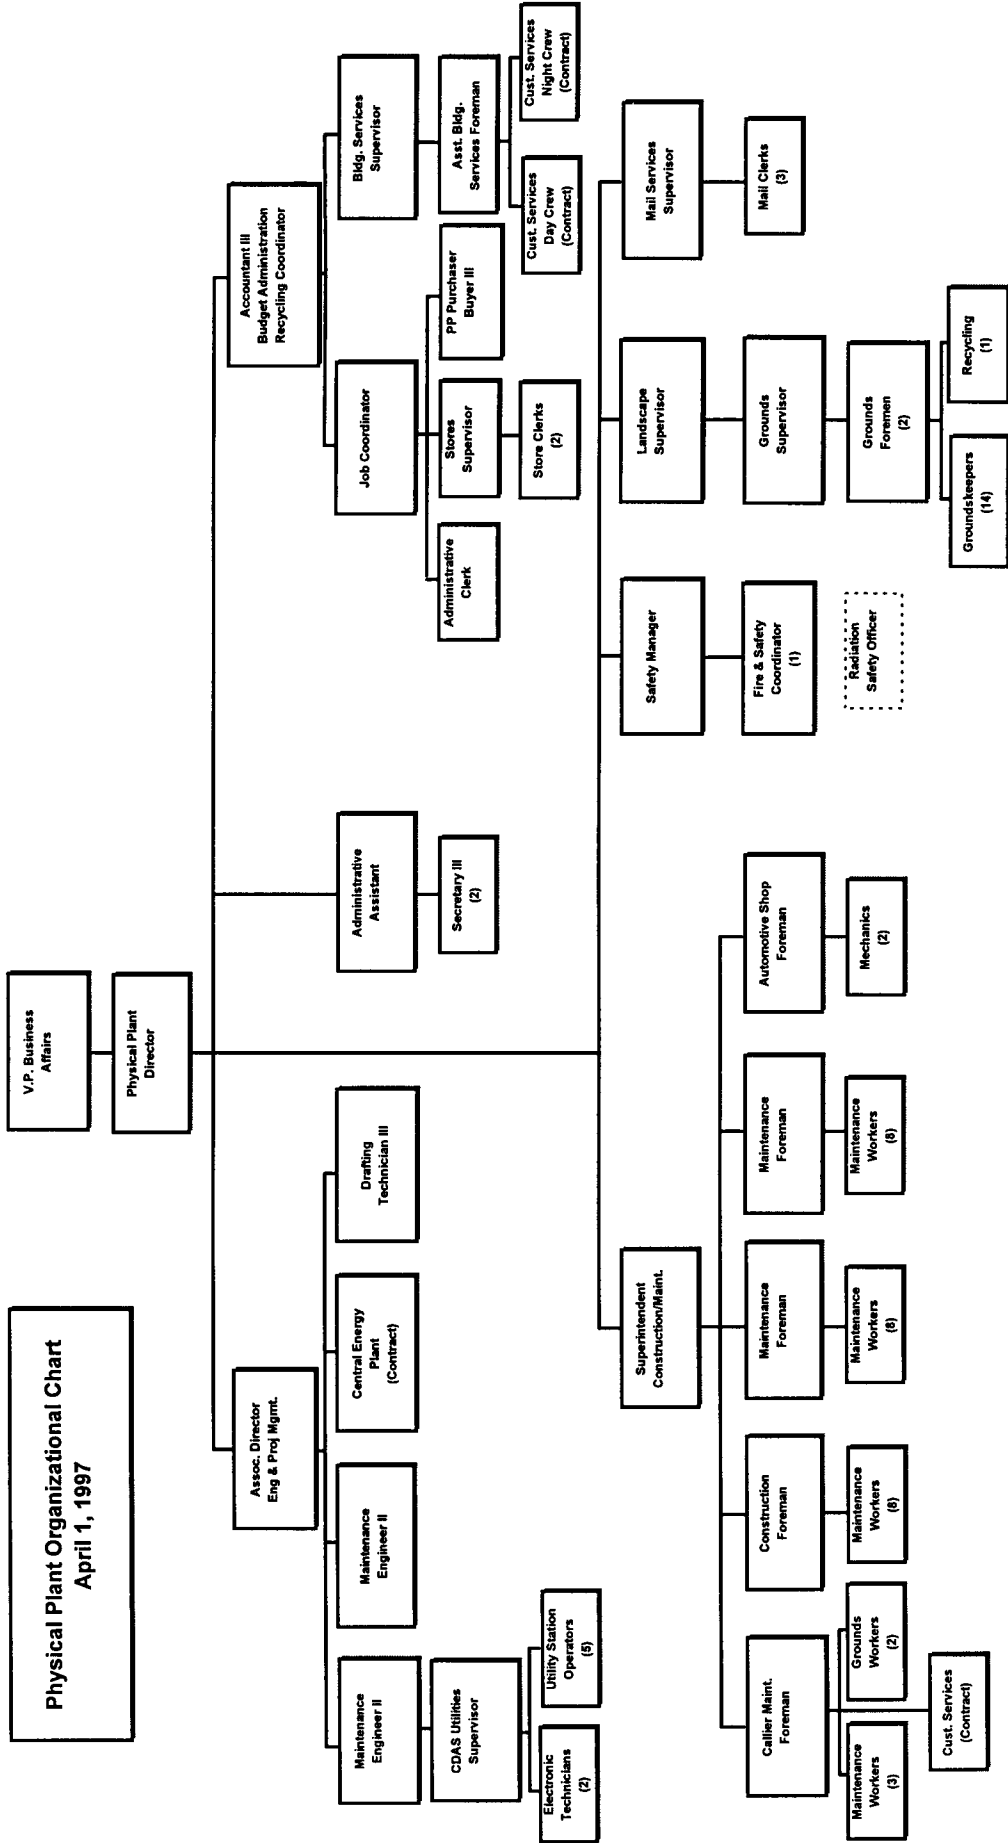 Physical Plant Organizational Chart
April 1, 1997
V.P. Business
Affairs
Physical Plant
Director
Assoc. Director
Eng & Proj Mgmt.
Accountant III
Budget Administration
Recycling Coordinator
Maintenance
Engineer II
Maintenance
Engineer II
Central Energy
Plant
(Contract)
Drafting
Technician III
Administrative
Assistant
Job Coordinator
Bldg. Services
Supervisor
CDAS Utilities
Supervisor
Secretary III
(2)
Administrative
Clerk
Stores
Supervisor
PP Purchaser
Buyer III
Asst. Bldg.
Services Foreman
Electronic
Technicians
(2)
Utility Station
Operators
(5)
Store Clerks
(2)
Cust. Services
Day Crew
(Contract)
Cust. Services
Night Crew
(Contract)
Superintendent
Construction/Maint.
Safety Manager
Landscape
Supervisor
Mail Services
Supervisor
Callier Maint.
Foreman
Construction
Foreman
Maintenance
Foreman
Maintenance
Foreman
Automotive Shop
Foreman
Fire & Safety
Coordinator
(1)
Grounds
Supervisor
Mail Clerks
(3)
Maintenance
Workers
(3)
Grounds
Workers
(2)
Maintenance
Workers
(8)
Maintenance
Workers
(8)
Maintenance
Workers
(8)
Mechanics
(2)
Radiation
Safety Officer
Grounds
Foremen
(2)
Cust. Services
(Contract)
Groundskeepers
(14)
Recycling
(1)